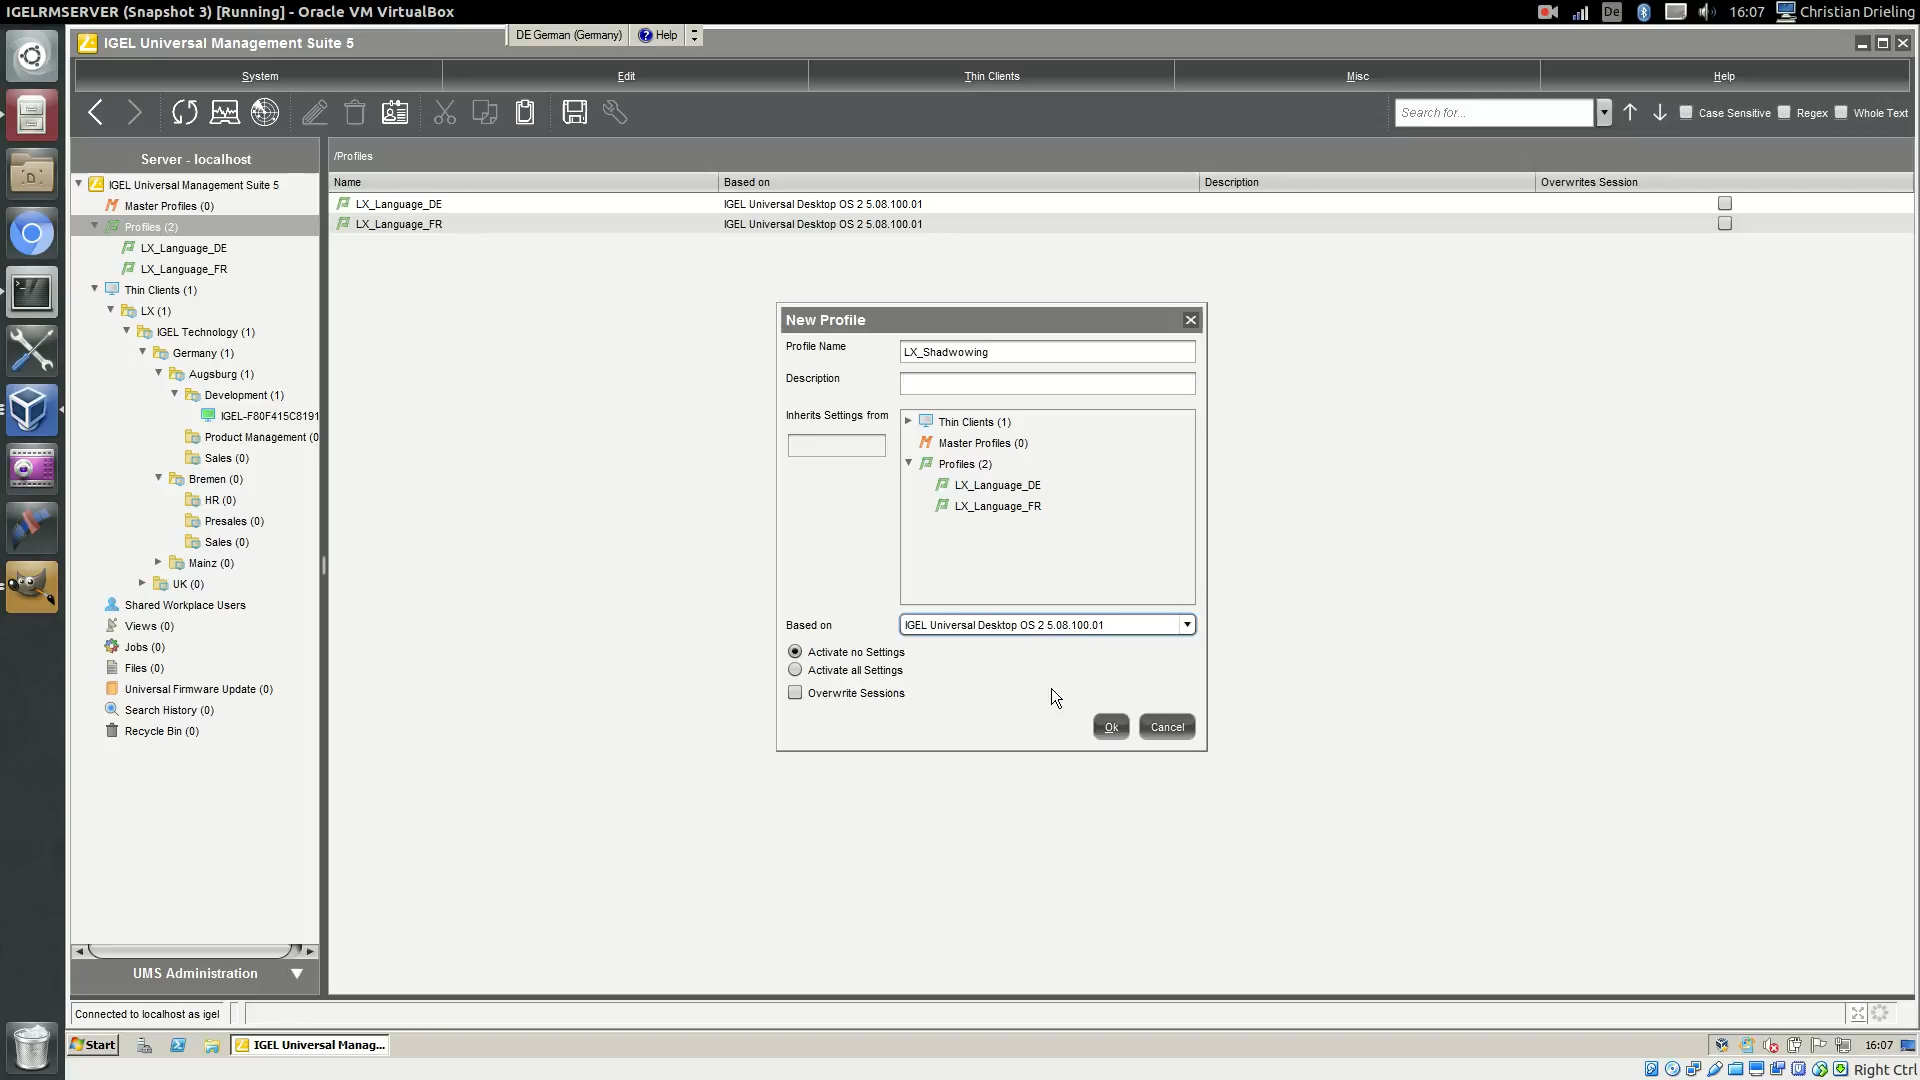 IGELRMSERVER (Snapshot 3) [Running] - Oracle VM VirtualBox
De
16:07
Christian Drieling
IGEL Universal Management Suite 5
DE German (Germany)
Help
System
Edit
Thin Clients
Misc
Help
Search for...
Case Sensitive
Regex
Whole Text
Server - localhost
/Profiles
Name
Based on
Description
Overwrites Session
LX_Language_DE
IGEL Universal Desktop OS 2 5.08.100.01
LX_Language_FR
IGEL Universal Desktop OS 2 5.08.100.01
IGEL Universal Management Suite 5
Master Profiles (0)
Profiles (2)
LX_Language_DE
LX_Language_FR
Thin Clients (1)
LX (1)
IGEL Technology (1)
Germany (1)
Augsburg (1)
Development (1)
IGEL-F80F415C8191
Product Management (0
Sales (0)
Bremen (0)
HR (0)
Presales (0)
Sales (0)
Mainz (0)
UK (0)
Shared Workplace Users
Views (0)
Jobs (0)
Files (0)
Universal Firmware Update (0)
Search History (0)
Recycle Bin (0)
UMS Administration
New Profile
Profile Name
LX_Shadwowing
Description
Inherits Settings from
Thin Clients (1)
Master Profiles (0)
Profiles (2)
LX_Language_DE
LX_Language_FR
Based on
IGEL Universal Desktop OS 2 5.08.100.01
Activate no Settings
Activate all Settings
Overwrite Sessions
Ok
Cancel
Connected to localhost as igel
Start
IGEL Universal Manag...
16:07
Right Ctrl